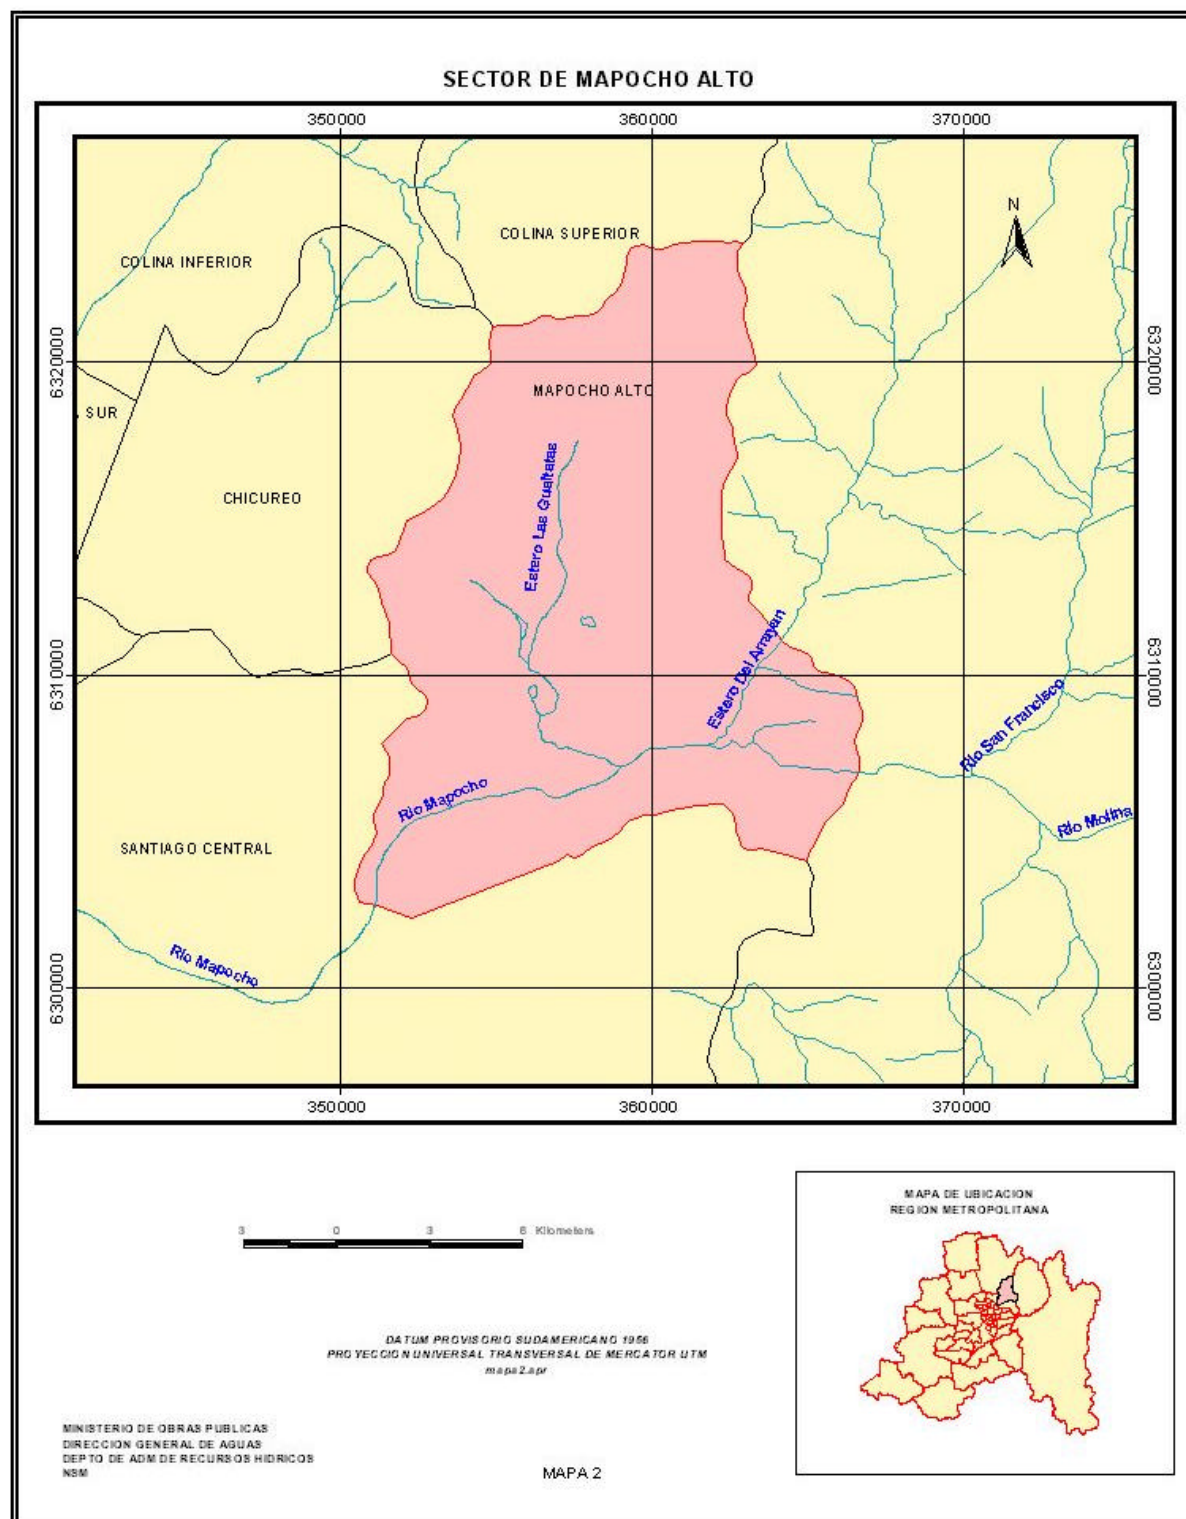 SECTOR DE MAPOCHO ALTO
350000 360000 370000
N
COLINA SUPERIOR
COLINA INFERIOR
6320000 6320000
MAPOCHO ALTO
SUR
Estero Las Gualtatas
CHICUREO
Estero Del Arrayan
6310000 6310000
Rio San Francisco
Rio Mapocho
Rio Molina
SANTIAGO CENTRAL
Rio Mapocho
6300000 6300000
350000 360000 370000
3 0 3 6 Kilometers
MAPA DE UBICACION
REGION METROPOLITANA
DATUM PROVISORIO SUDAMERICANO 1956
PROYECCION UNIVERSAL TRANSVERSAL DE MERCATOR UTM
mapa2.apr
MINISTERIO DE OBRAS PUBLICAS
DIRECCION GENERAL DE AGUAS
DEPTO DE ADM DE RECURSOS HIDRICOS
NSM
MAPA 2